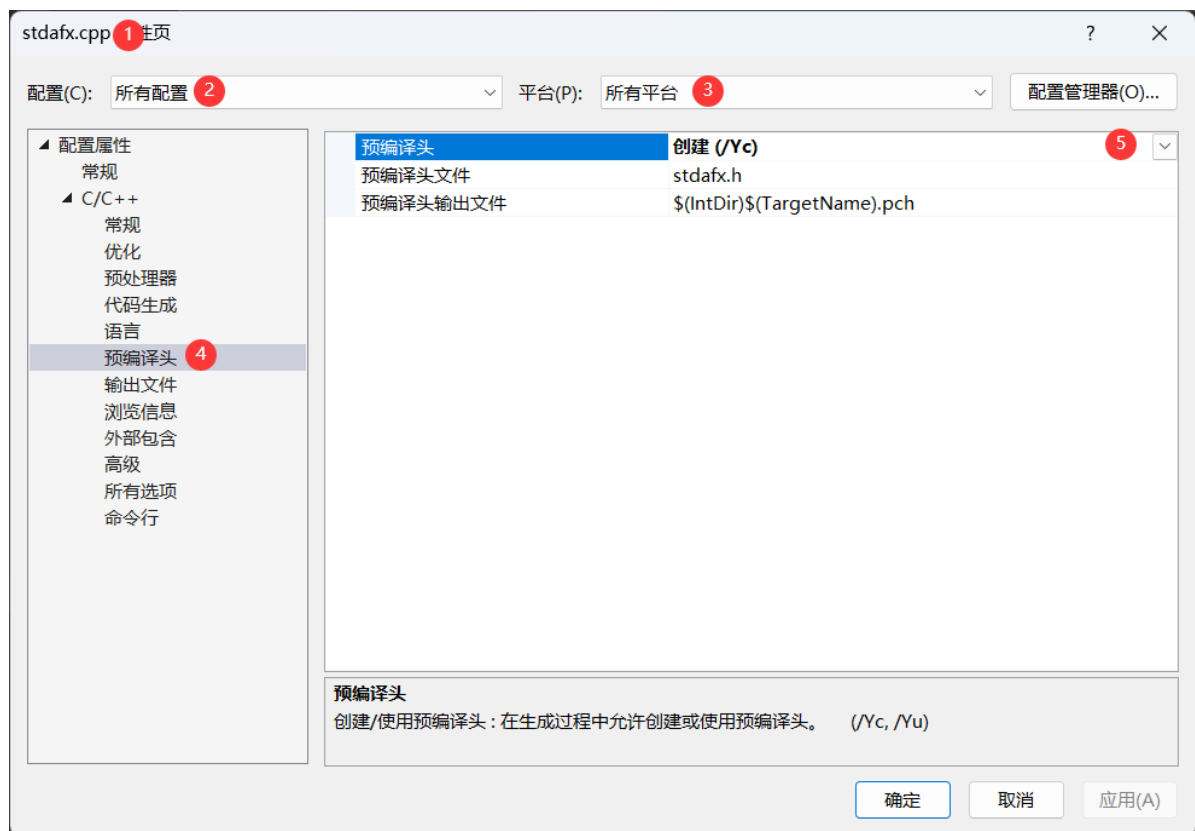 stdafx.cpp 1 性页
?
配置(C): 所有配置 2 平台(P): 所有平台 3 配置管理器(O)...
配置属性
常规
C/C++
常规
优化
预处理器
代码生成
语言
预编译头 4
输出文件
浏览信息
外部包含
高级
所有选项
命令行
预编译头 创建 (/Yc) 5
预编译头文件 stdafx.h
预编译头输出文件 $(IntDir)$(TargetName).pch
预编译头
创建/使用预编译头 : 在生成过程中允许创建或使用预编译头。 (/Yc, /Yu)
确定 取消 应用(A)